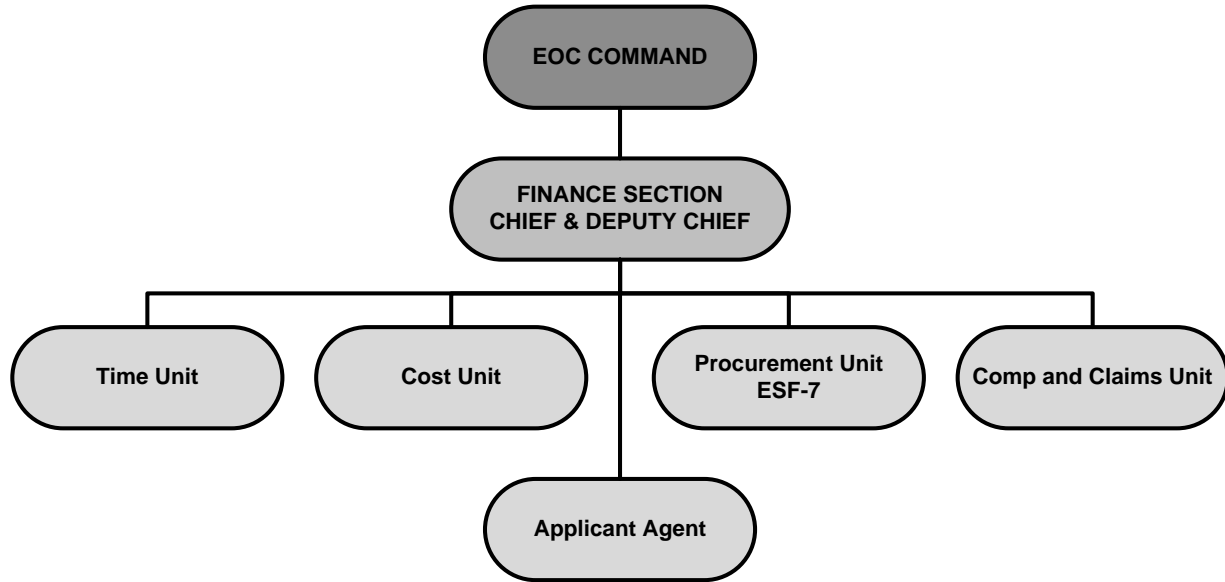 EOC COMMAND
FINANCE SECTION
CHIEF & DEPUTY CHIEF
Time Unit
Cost Unit
Procurement Unit
ESF-7
Comp and Claims Unit
Applicant Agent